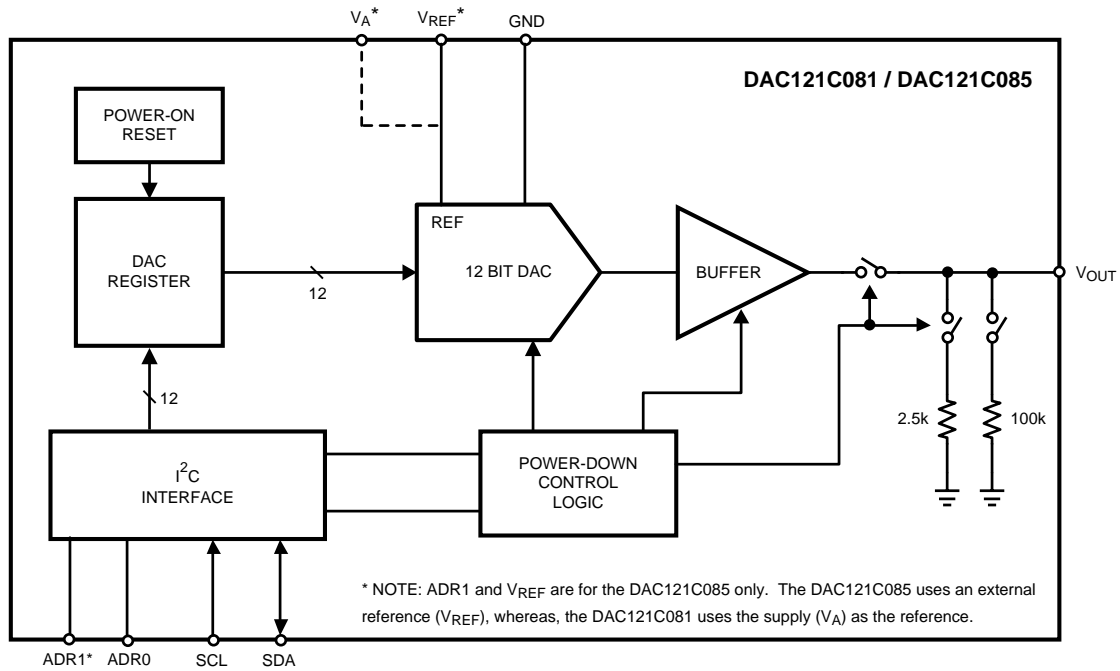 VA* VREF* GND
DAC121C081 / DAC121C085
POWER-ON
RESET
REF
DAC
REGISTER
12
12 BIT DAC
BUFFER
VOUT
12
2.5k 100k
I2C
INTERFACE
POWER-DOWN
CONTROL
LOGIC
* NOTE: ADR1 and VREF are for the DAC121C085 only. The DAC121C085 uses an external
reference (VREF), whereas, the DAC121C081 uses the supply (VA) as the reference.
ADR1* ADR0 SCL SDA